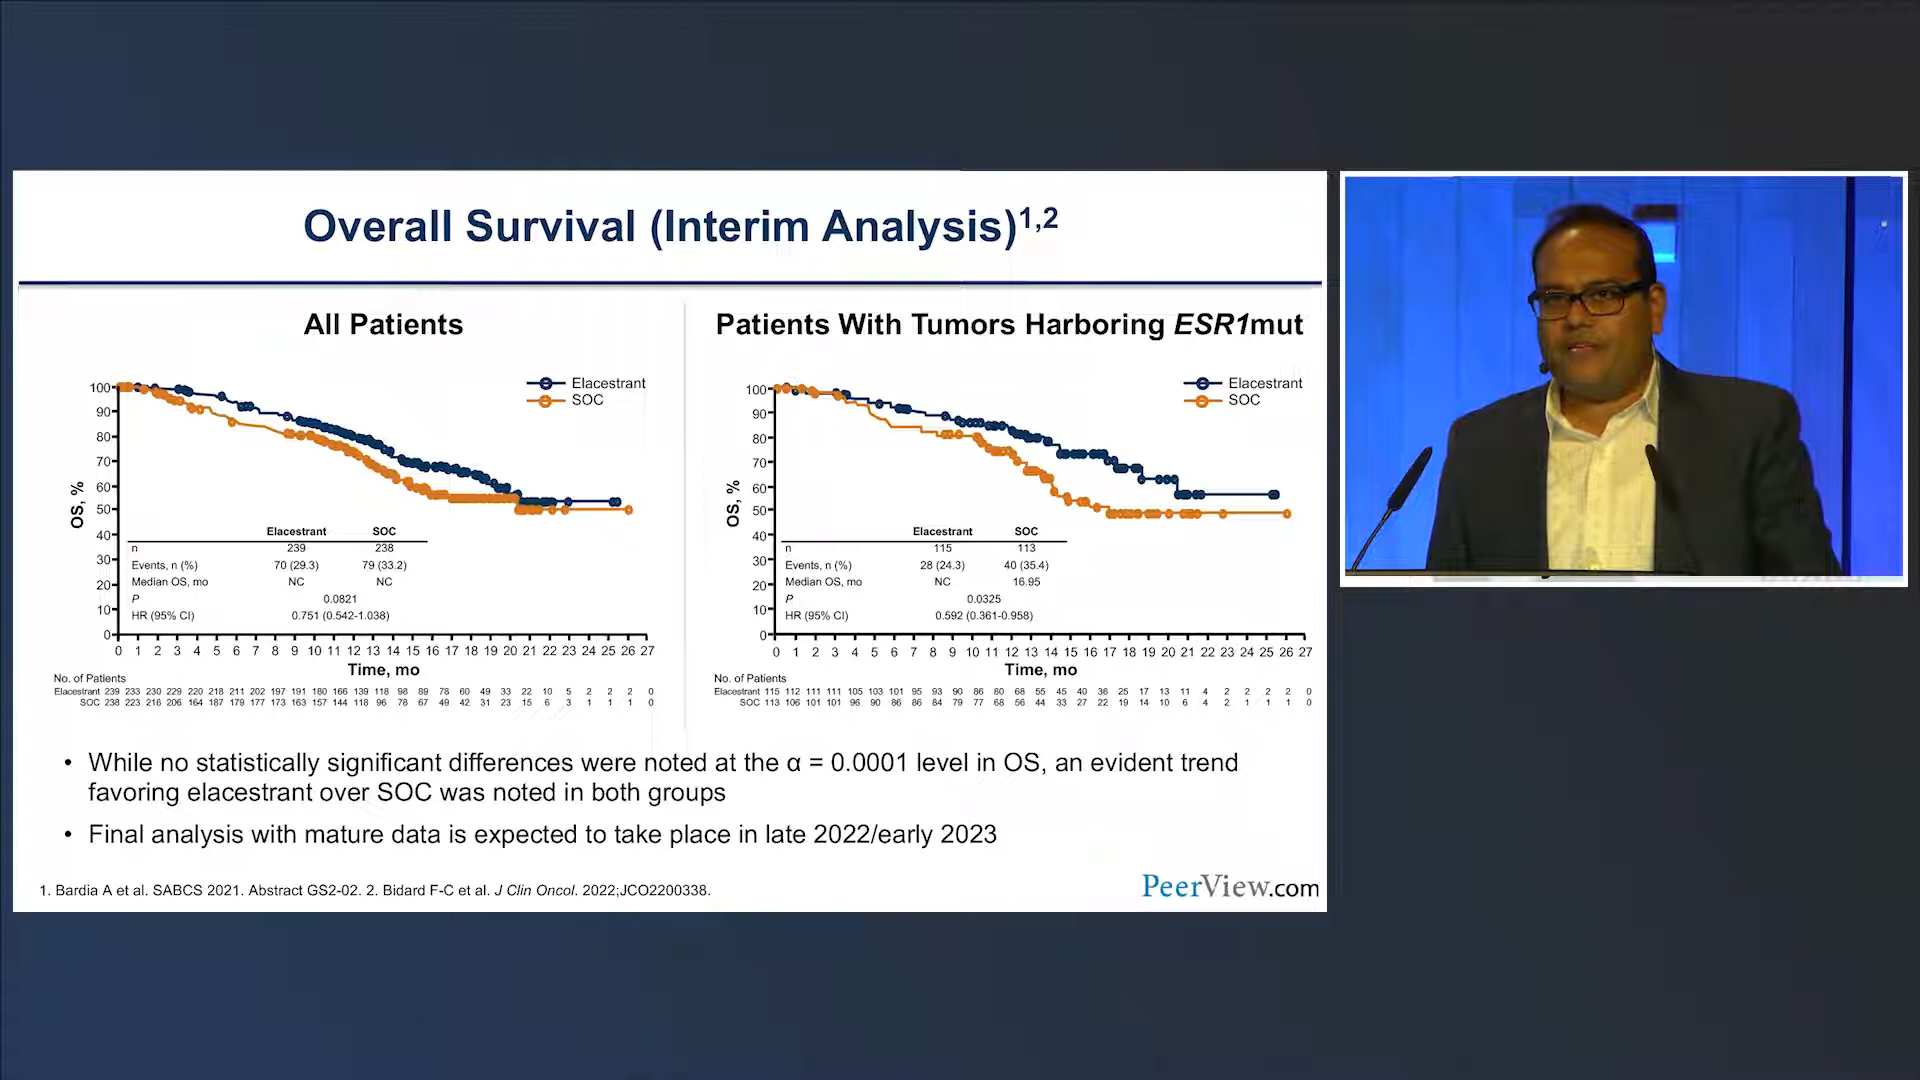 Overall Survival (Interim Analysis)1,2
All Patients
Elacestrant
SOC
100
90
80
70
60
50
40
30
20
10
0
OS, %
Elacestrant SOC
n 239 238
Events, n (%) 70 (29.3) 79 (33.2)
Median OS, mo NC NC
P 0.0821
HR (95% CI) 0.751 (0.542-1.038)
0 1 2 3 4 5 6 7 8 9 10 11 12 13 14 15 16 17 18 19 20 21 22 23 24 25 26 27
Time, mo
No. of Patients
Elacestrant 239 233 230 229 220 218 211 202 197 191 180 166 139 118 98 89 78 60 49 33 22 10 5 2 2 2 0
SOC 238 223 216 206 164 187 179 177 173 163 157 144 118 96 78 67 49 42 31 23 15 6 3 1 1 1 0
Patients With Tumors Harboring ESR1mut
Elacestrant
SOC
100
90
80
70
60
50
40
30
20
10
0
OS, %
Elacestrant SOC
n 115 113
Events, n (%) 28 (24.3) 40 (35.4)
Median OS, mo NC 16.95
P 0.0325
HR (95% CI) 0.592 (0.361-0.958)
0 1 2 3 4 5 6 7 8 9 10 11 12 13 14 15 16 17 18 19 20 21 22 23 24 25 26 27
Time, mo
No. of Patients
Elacestrant 115 112 111 111 105 103 101 95 93 90 86 80 68 55 45 40 36 25 17 13 11 4 2 2 2 2 0
SOC 113 106 101 101 96 90 86 86 84 79 77 68 56 44 33 27 22 19 14 10 6 4 2 1 1 1 0
• While no statistically significant differences were noted at the α = 0.0001 level in OS, an evident trend
favoring elacestrant over SOC was noted in both groups
• Final analysis with mature data is expected to take place in late 2022/early 2023
1. Bardia A et al. SABCS 2021. Abstract GS2-02. 2. Bidard F-C et al. J Clin Oncol. 2022;JCO2200338.
PeerView.com